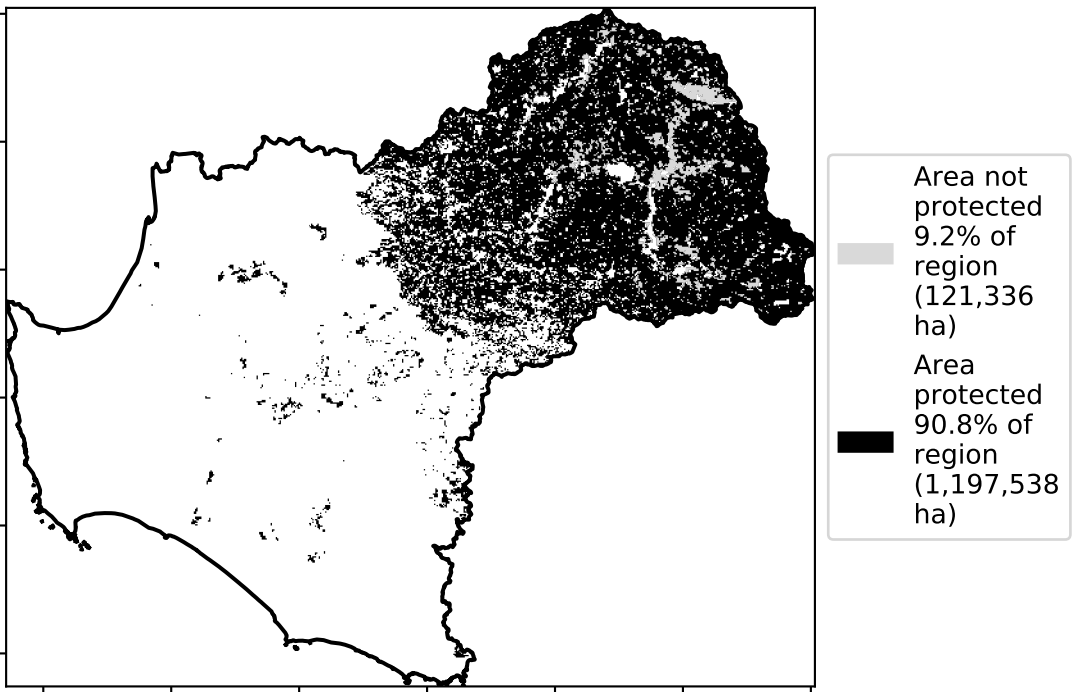 Area not
protected
9.2% of
region
(121,336
ha)
Area
protected
90.8% of
region
(1,197,538
ha)